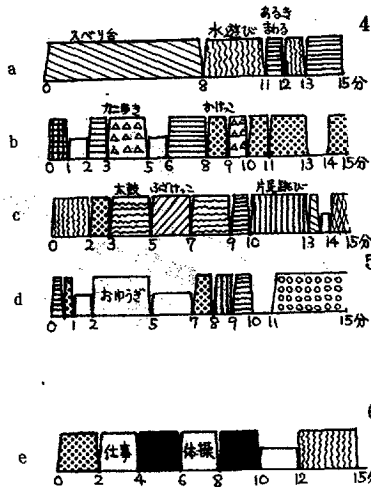 4
すべり台 水遊び あるき まわる
a
0 8 11 12 13 15分
カニ歩き かけっこ
b
0 1 2 3 5 6 8 9 10 11 13 14 15分
太鼓 ふざけっこ 片足跳び
c
0 2 3 5 7 9 10 13 14 15分
5
おゆうぎ
d
0 1 2 5 7 8 9 10 11 15分
6
仕事 体操
e
0 2 4 6 8 10 12 15分